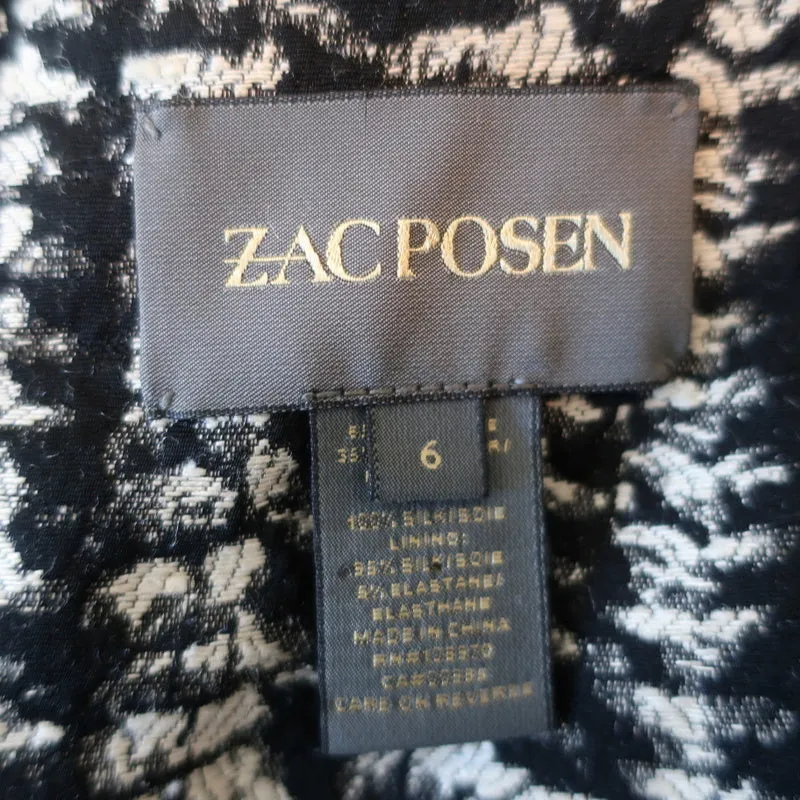 ZAC POSEN
6
100% SILK/SOIE
LINING:
95% SILK/SOIE
5% ELASTANE/
ELASTHANE
MADE IN CHINA
CARE ON REVERSE